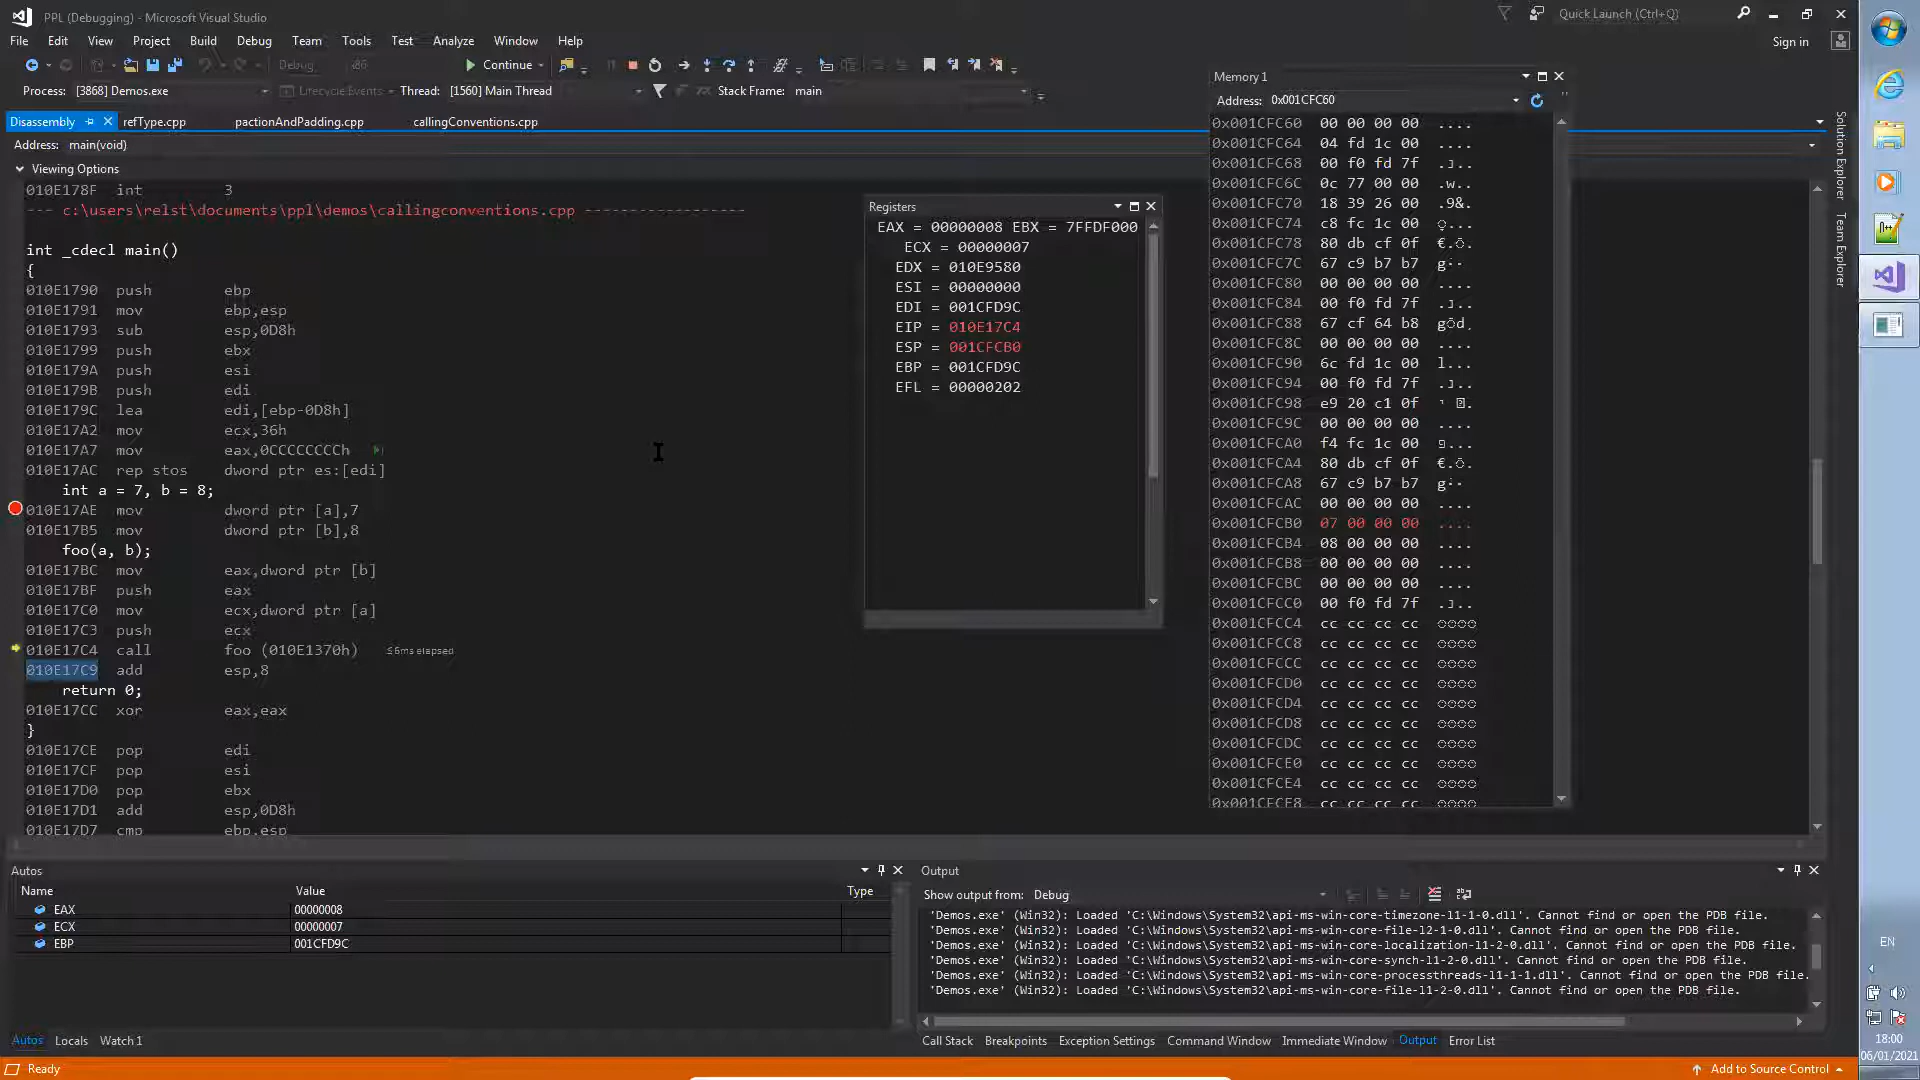 PPL (Debugging) - Microsoft Visual Studio
Quick Launch (Ctrl+Q)
File Edit View Project Build Debug Team Tools Test Analyze Window Help
Sign in
Debug x86 Continue
Process: [3868] Demos.exe Lifecycle Events Thread: [1560] Main Thread Stack Frame: main
Disassembly refType.cpp pactionAndPadding.cpp callingConventions.cpp
Address: main(void)
Viewing Options
010E178F int 3
--- c:\users\relst\documents\ppl\demos\callingconventions.cpp ------------------
int _cdecl main()
{
010E1790 push ebp
010E1791 mov ebp,esp
010E1793 sub esp,0D8h
010E1799 push ebx
010E179A push esi
010E179B push edi
010E179C lea edi,[ebp-0D8h]
010E17A2 mov ecx,36h
010E17A7 mov eax,0CCCCCCCCh
010E17AC rep stos dword ptr es:[edi]
int a = 7, b = 8;
010E17AE mov dword ptr [a],7
010E17B5 mov dword ptr [b],8
foo(a, b);
010E17BC mov eax,dword ptr [b]
010E17BF push eax
010E17C0 mov ecx,dword ptr [a]
010E17C3 push ecx
010E17C4 call foo (010E1370h) ≤6ms elapsed
010E17C9 add esp,8
return 0;
010E17CC xor eax,eax
}
010E17CE pop edi
010E17CF pop esi
010E17D0 pop ebx
010E17D1 add esp,0D8h
010E17D7 cmp ebp,esp
Registers
EAX = 00000008 EBX = 7FFDF000
ECX = 00000007
EDX = 010E9580
ESI = 00000000
EDI = 001CFD9C
EIP = 010E17C4
ESP = 001CFCB0
EBP = 001CFD9C
EFL = 00000202
Memory 1
Address: 0x001CFC60
0x001CFC60 00 00 00 00 ....
0x001CFC64 04 fd 1c 00 ....
0x001CFC68 00 f0 fd 7f
0x001CFC6C 0c 77 00 00 .w..
0x001CFC70 18 39 26 00 .9&.
0x001CFC74 c8 fc 1c 00
0x001CFC78 80 db cf 0f
0x001CFC7C 67 c9 b7 b7
0x001CFC80 00 00 00 00 ....
0x001CFC84 00 f0 fd 7f
0x001CFC88 67 cf 64 b8
0x001CFC8C 00 00 00 00 ....
0x001CFC90 6c fd 1c 00 l...
0x001CFC94 00 f0 fd 7f
0x001CFC98 e9 20 c1 0f
0x001CFC9C 00 00 00 00 ....
0x001CFCA0 f4 fc 1c 00
0x001CFCA4 80 db cf 0f
0x001CFCA8 67 c9 b7 b7
0x001CFCAC 00 00 00 00 ....
0x001CFCB0 07 00 00 00 ....
0x001CFCB4 08 00 00 00 ....
0x001CFCB8 00 00 00 00 ....
0x001CFCBC 00 00 00 00 ....
0x001CFCC0 00 f0 fd 7f
0x001CFCC4 cc cc cc cc
0x001CFCC8 cc cc cc cc
0x001CFCCC cc cc cc cc
0x001CFCD0 cc cc cc cc
0x001CFCD4 cc cc cc cc
0x001CFCD8 cc cc cc cc
0x001CFCDC cc cc cc cc
0x001CFCE0 cc cc cc cc
0x001CFCE4 cc cc cc cc
0x001CFCE8 cc cc cc cc
Solution Explorer
Team Explorer
Autos
Name Value Type
EAX 00000008
ECX 00000007
EBP 001CFD9C
Autos Locals Watch 1
Output
Show output from: Debug
'Demos.exe' (Win32): Loaded 'C:\Windows\System32\api-ms-win-core-timezone-l1-1-0.dll'. Cannot find or open the PDB file.
'Demos.exe' (Win32): Loaded 'C:\Windows\System32\api-ms-win-core-file-l2-1-0.dll'. Cannot find or open the PDB file.
'Demos.exe' (Win32): Loaded 'C:\Windows\System32\api-ms-win-core-localization-l1-2-0.dll'. Cannot find or open the PDB file.
'Demos.exe' (Win32): Loaded 'C:\Windows\System32\api-ms-win-core-synch-l1-2-0.dll'. Cannot find or open the PDB file.
'Demos.exe' (Win32): Loaded 'C:\Windows\System32\api-ms-win-core-processthreads-l1-1-1.dll'. Cannot find or open the PDB file.
'Demos.exe' (Win32): Loaded 'C:\Windows\System32\api-ms-win-core-file-l1-2-0.dll'. Cannot find or open the PDB file.
Call Stack Breakpoints Exception Settings Command Window Immediate Window Output Error List
Ready
Add to Source Control
EN
18:00
06/01/2021